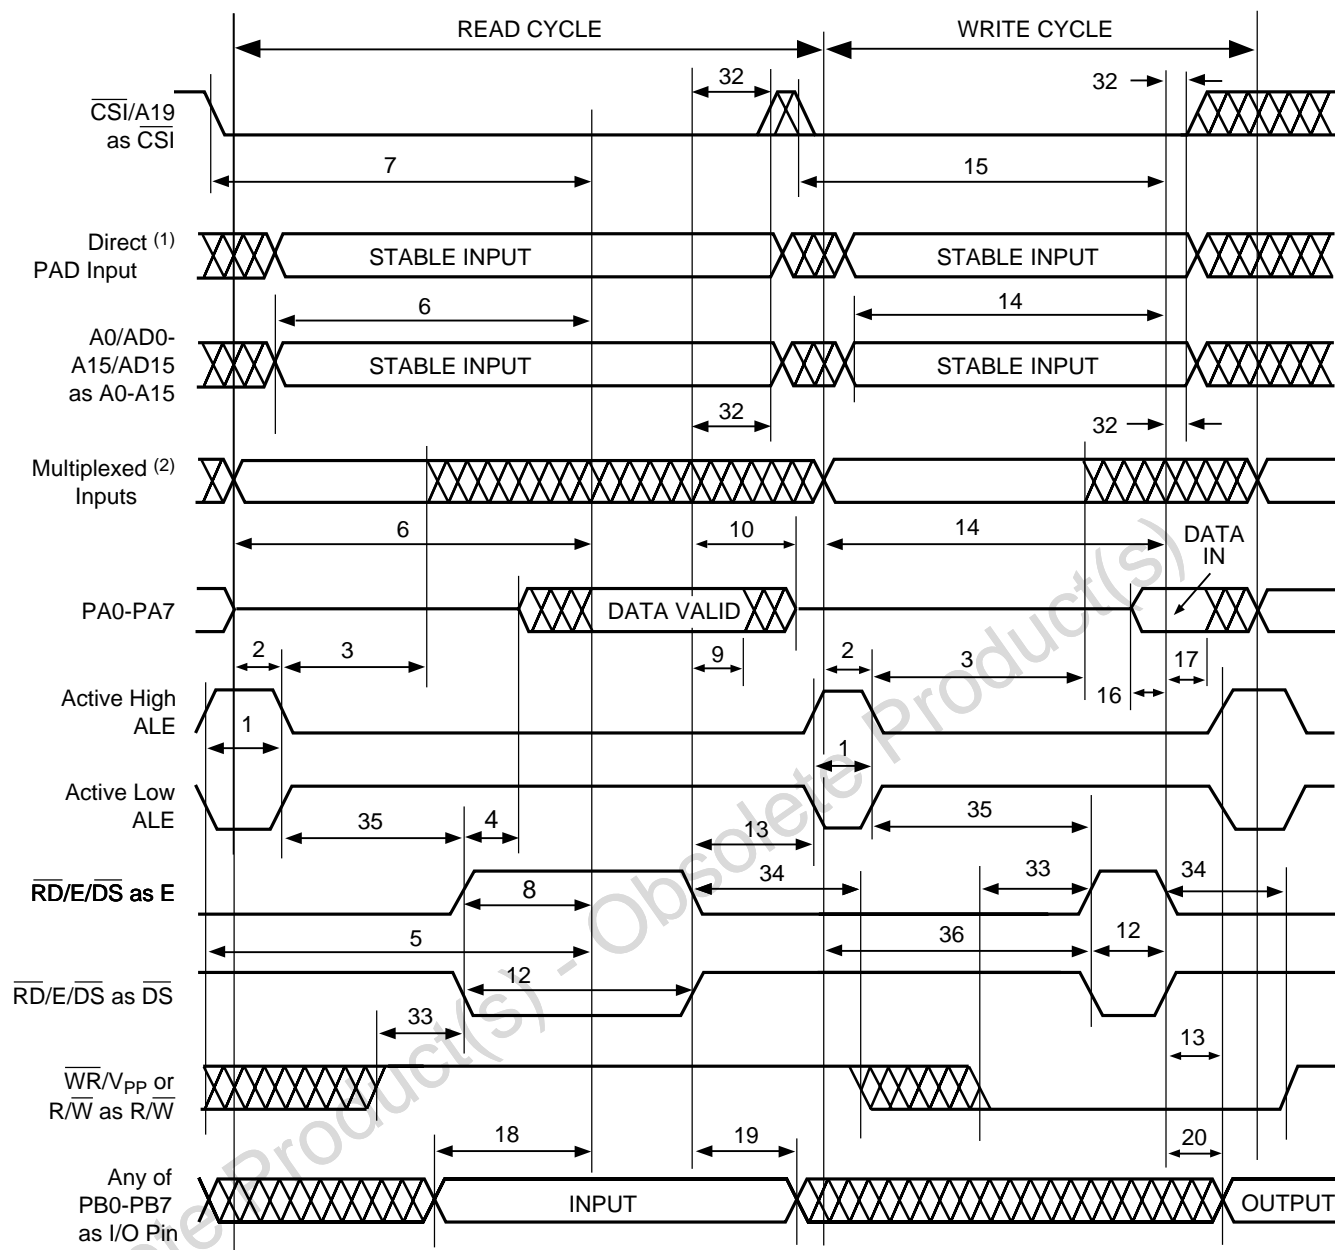 READ CYCLE
WRITE CYCLE
32
32
CSI/A19
as CSI
7
15
Direct (1)
PAD Input
STABLE INPUT
STABLE INPUT
6
14
A0/AD0-
A15/AD15
as A0-A15
STABLE INPUT
STABLE INPUT
32
32
Multiplexed (2)
Inputs
6
10
14
DATA
IN
PA0-PA7
DATA VALID
2
3
9
2
3
17
16
Active High
ALE
1
1
Active Low
ALE
35
4
13
35
RD/E/DS as E
8
34
33
34
5
36
12
RD/E/DS as DS
12
33
13
WR/VPP or
R/W as R/W
18
19
20
Any of
PB0-PB7
as I/O Pin
INPUT
OUTPUT
ete Product(s) - Obsolete Product(s)